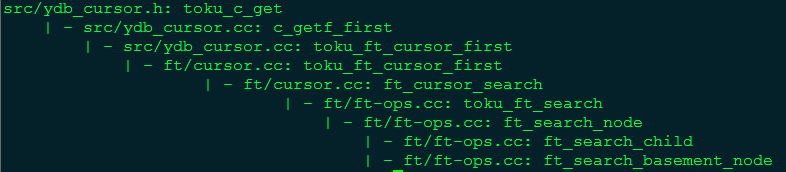 src/ydb_cursor.h: toku_c_get
| - src/ydb_cursor.cc: c_getf_first
| - src/ydb_cursor.cc: toku_ft_cursor_first
| - ft/cursor.cc: toku_ft_cursor_first
| - ft/cursor.cc: ft_cursor_search
| - ft/ft-ops.cc: toku_ft_search
| - ft/ft-ops.cc: ft_search_node
| - ft/ft-ops.cc: ft_search_child
| - ft/ft-ops.cc: ft_search_basement_node